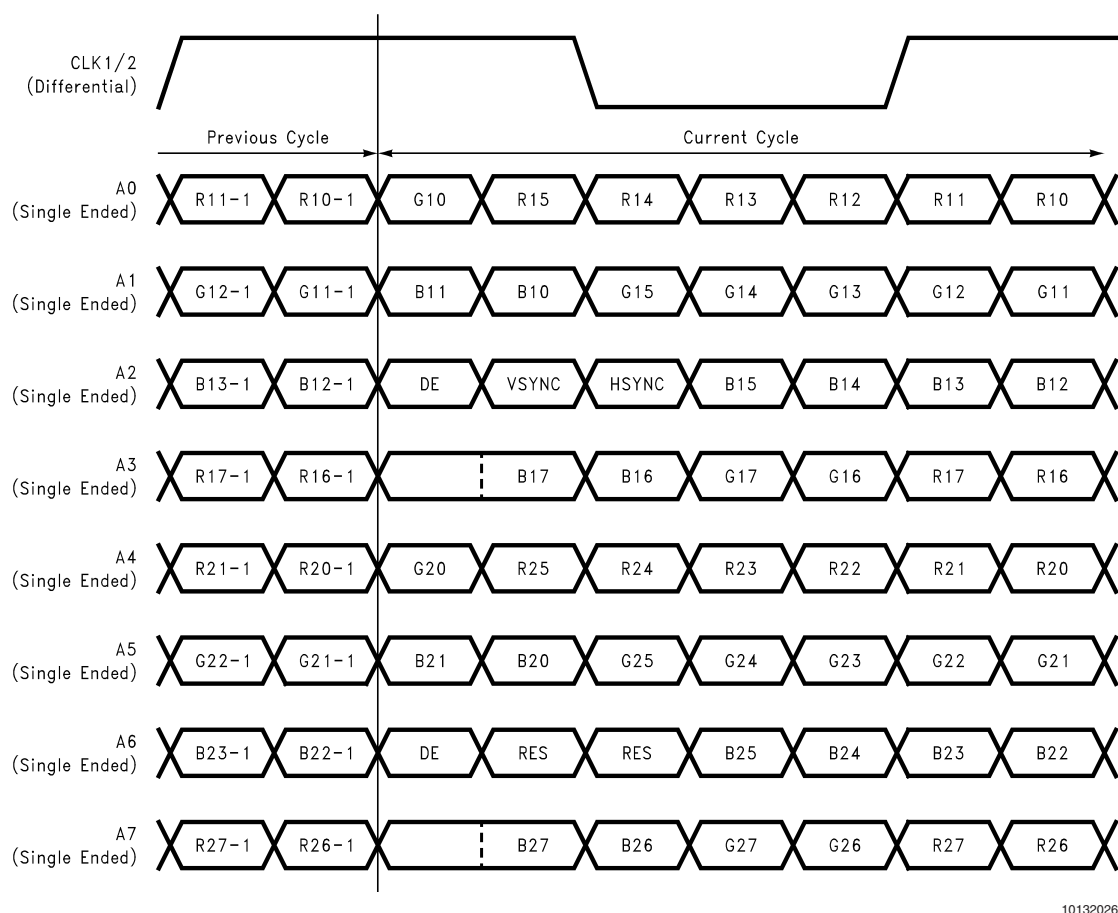 CLK1/2
(Differential)
Previous Cycle Current Cycle
A0
(Single Ended)
R11-1 R10-1 G10 R15 R14 R13 R12 R11 R10
A1
(Single Ended)
G12-1 G11-1 B11 B10 G15 G14 G13 G12 G11
A2
(Single Ended)
B13-1 B12-1 DE VSYNC HSYNC B15 B14 B13 B12
A3
(Single Ended)
R17-1 R16-1 B17 B16 G17 G16 R17 R16
A4
(Single Ended)
R21-1 R20-1 G20 R25 R24 R23 R22 R21 R20
A5
(Single Ended)
G22-1 G21-1 B21 B20 G25 G24 G23 G22 G21
A6
(Single Ended)
B23-1 B22-1 DE RES RES B25 B24 B23 B22
A7
(Single Ended)
R27-1 R26-1 B27 B26 G27 G26 R27 R26
10132026